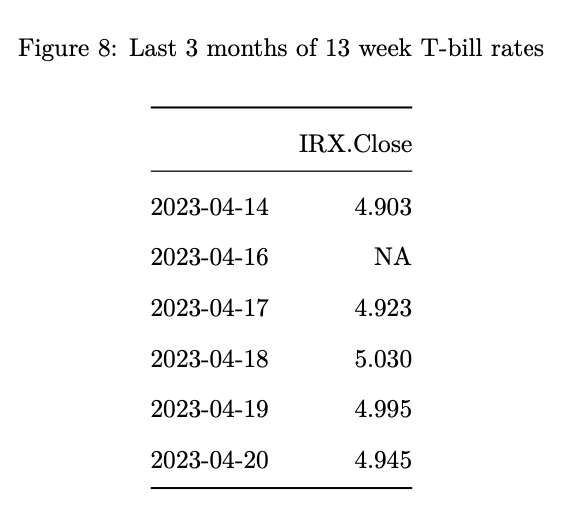 Figure 8: Last 3 months of 13 week T-bill rates
IRX.Close
2023-04-14 4.903
2023-04-16 NA
2023-04-17 4.923
2023-04-18 5.030
2023-04-19 4.995
2023-04-20 4.945